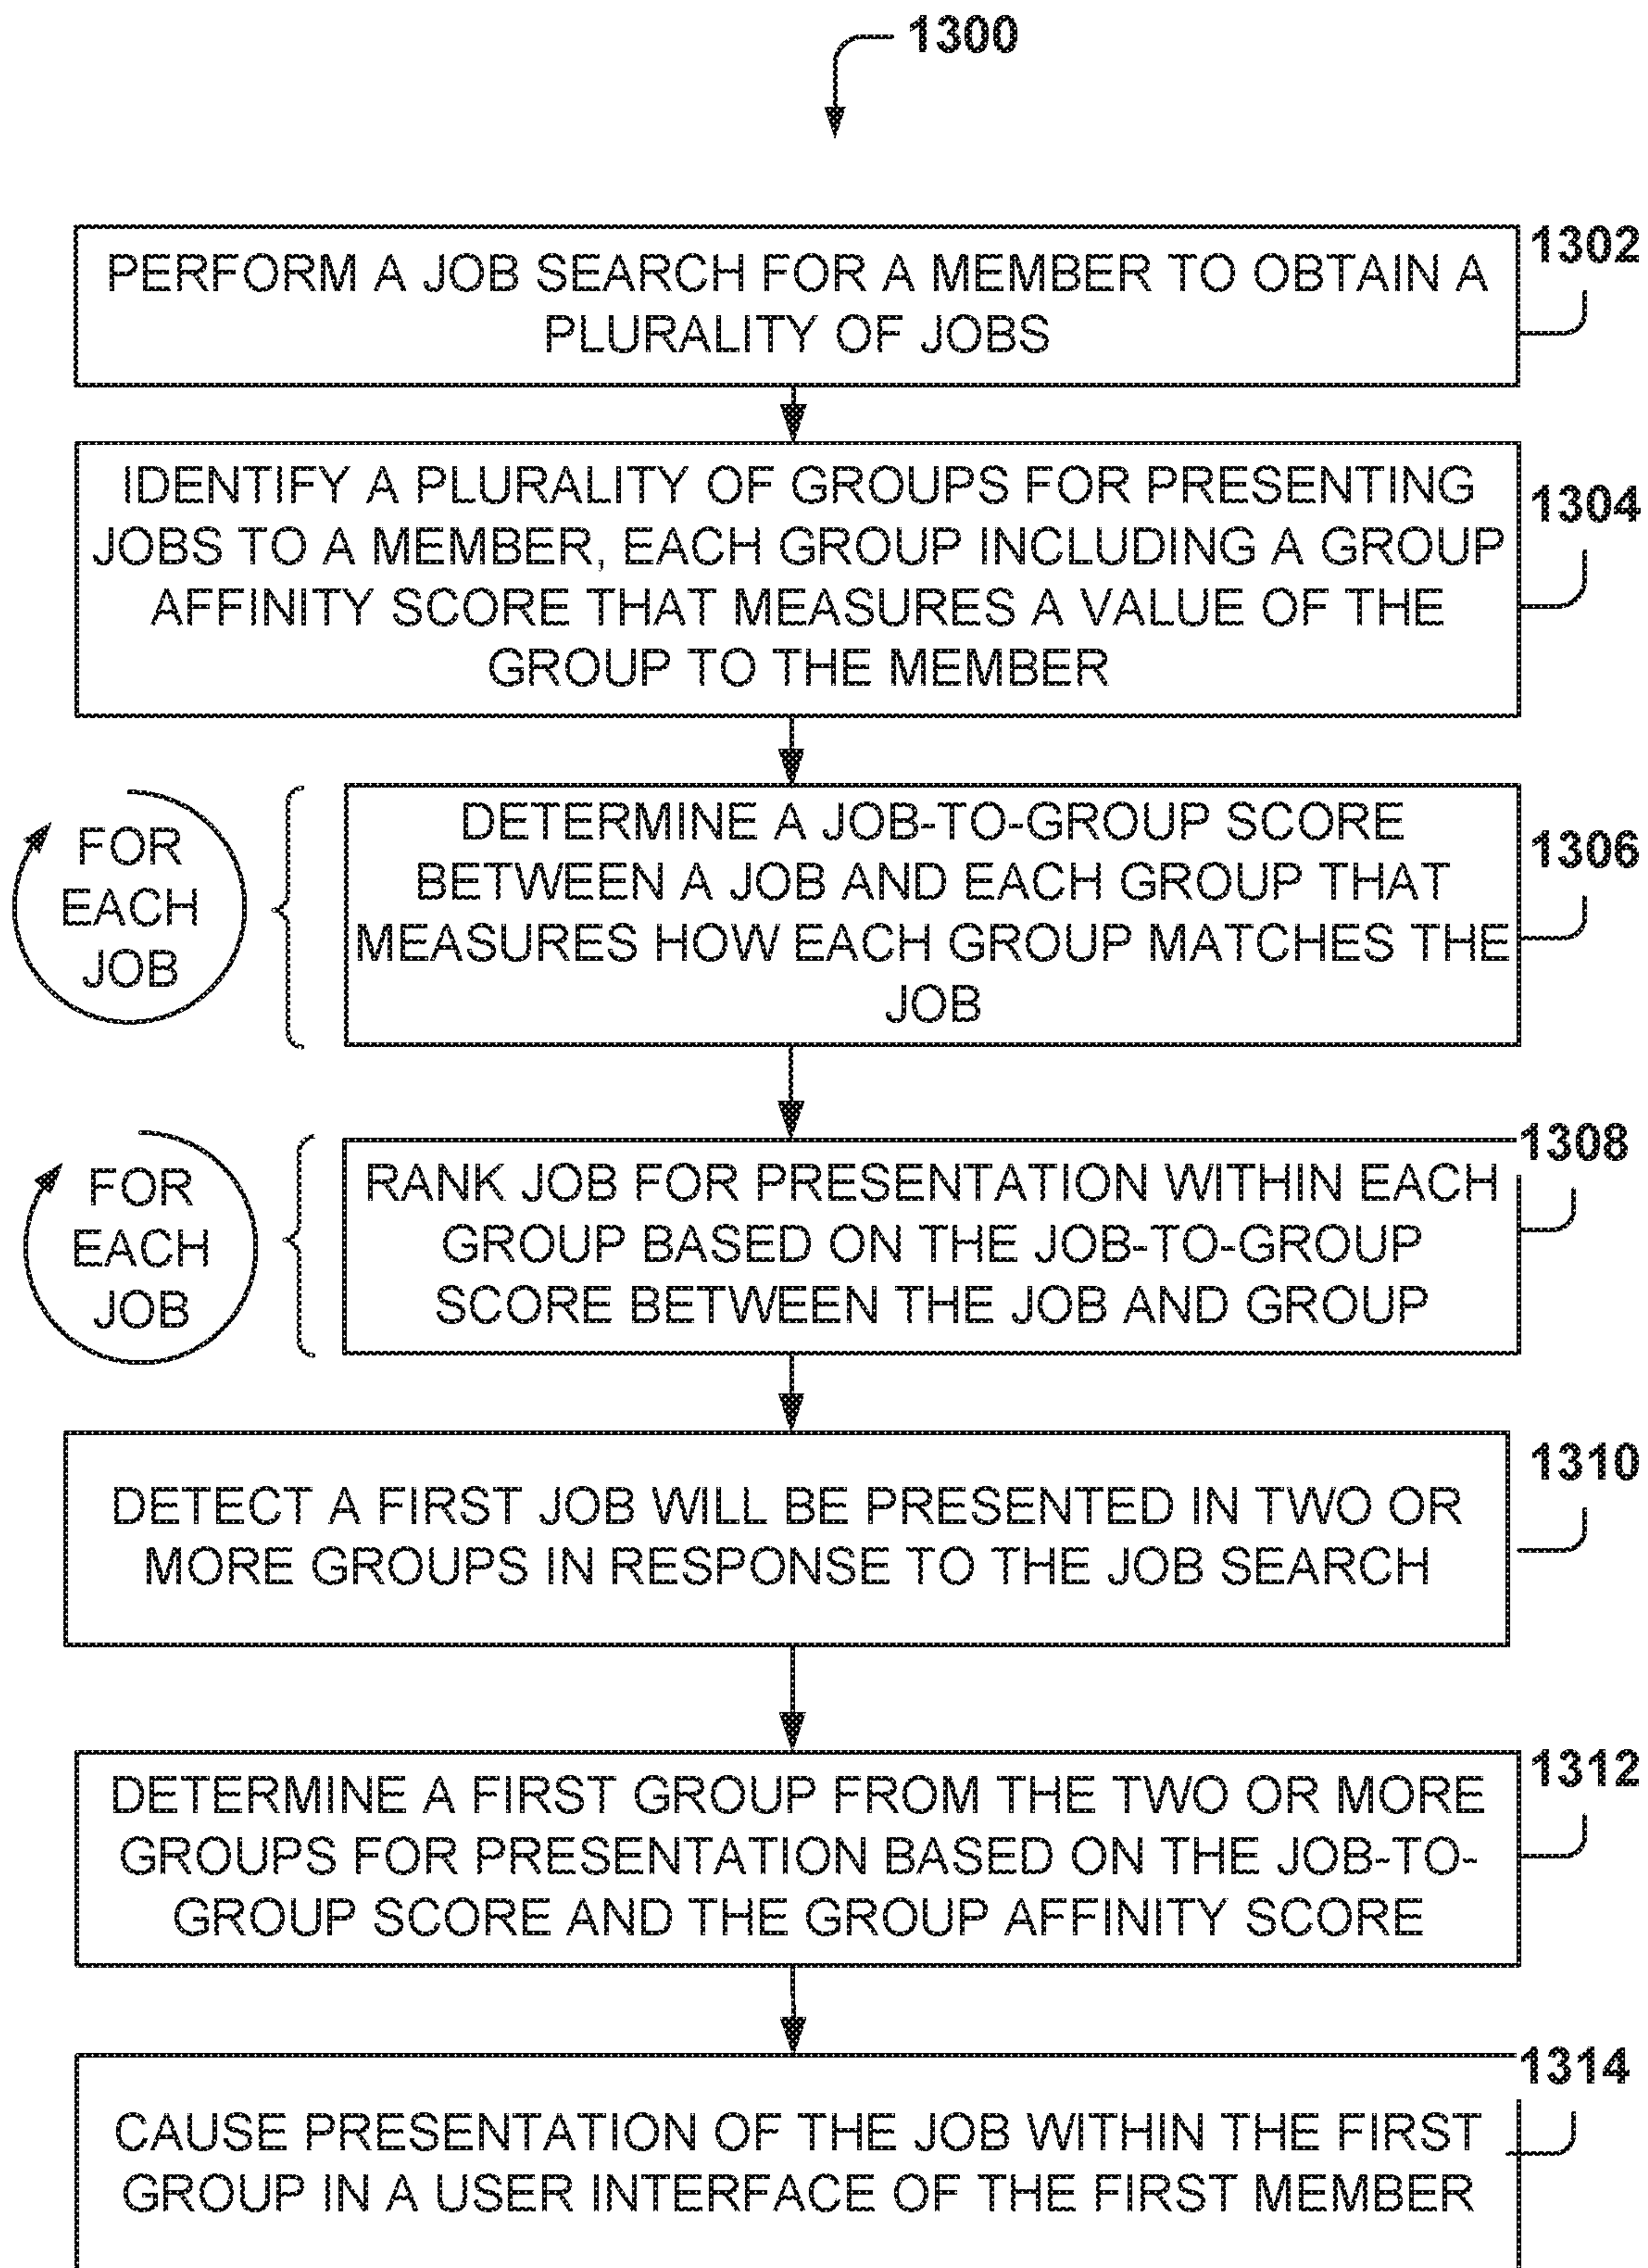 1300
1302
PERFORM A JOB SEARCH FOR A MEMBER TO OBTAIN A
PLURALITY OF JOBS
1304
IDENTIFY A PLURALITY OF GROUPS FOR PRESENTING
JOBS TO A MEMBER, EACH GROUP INCLUDING A GROUP
AFFINITY SCORE THAT MEASURES A VALUE OF THE
GROUP TO THE MEMBER
FOR
EACH
JOB
1306
DETERMINE A JOB-TO-GROUP SCORE
BETWEEN A JOB AND EACH GROUP THAT
MEASURES HOW EACH GROUP MATCHES THE
JOB
FOR
EACH
JOB
1308
RANK JOB FOR PRESENTATION WITHIN EACH
GROUP BASED ON THE JOB-TO-GROUP
SCORE BETWEEN THE JOB AND GROUP
1310
DETECT A FIRST JOB WILL BE PRESENTED IN TWO OR
MORE GROUPS IN RESPONSE TO THE JOB SEARCH
1312
DETERMINE A FIRST GROUP FROM THE TWO OR MORE
GROUPS FOR PRESENTATION BASED ON THE JOB-TO-
GROUP SCORE AND THE GROUP AFFINITY SCORE
1314
CAUSE PRESENTATION OF THE JOB WITHIN THE FIRST
GROUP IN A USER INTERFACE OF THE FIRST MEMBER